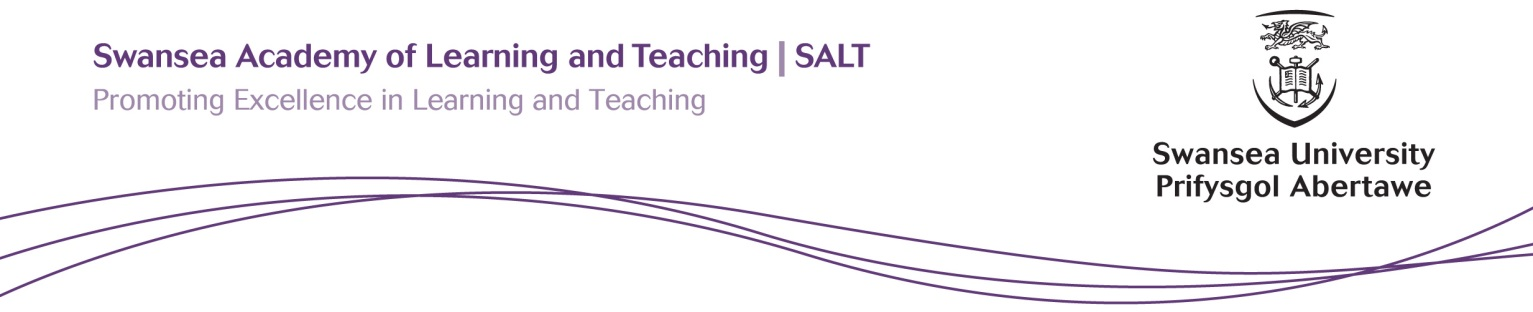 Swansea Academy of Learning and Teaching | SALT
Promoting Excellence in Learning and Teaching
Swansea University
Prifysgol Abertawe